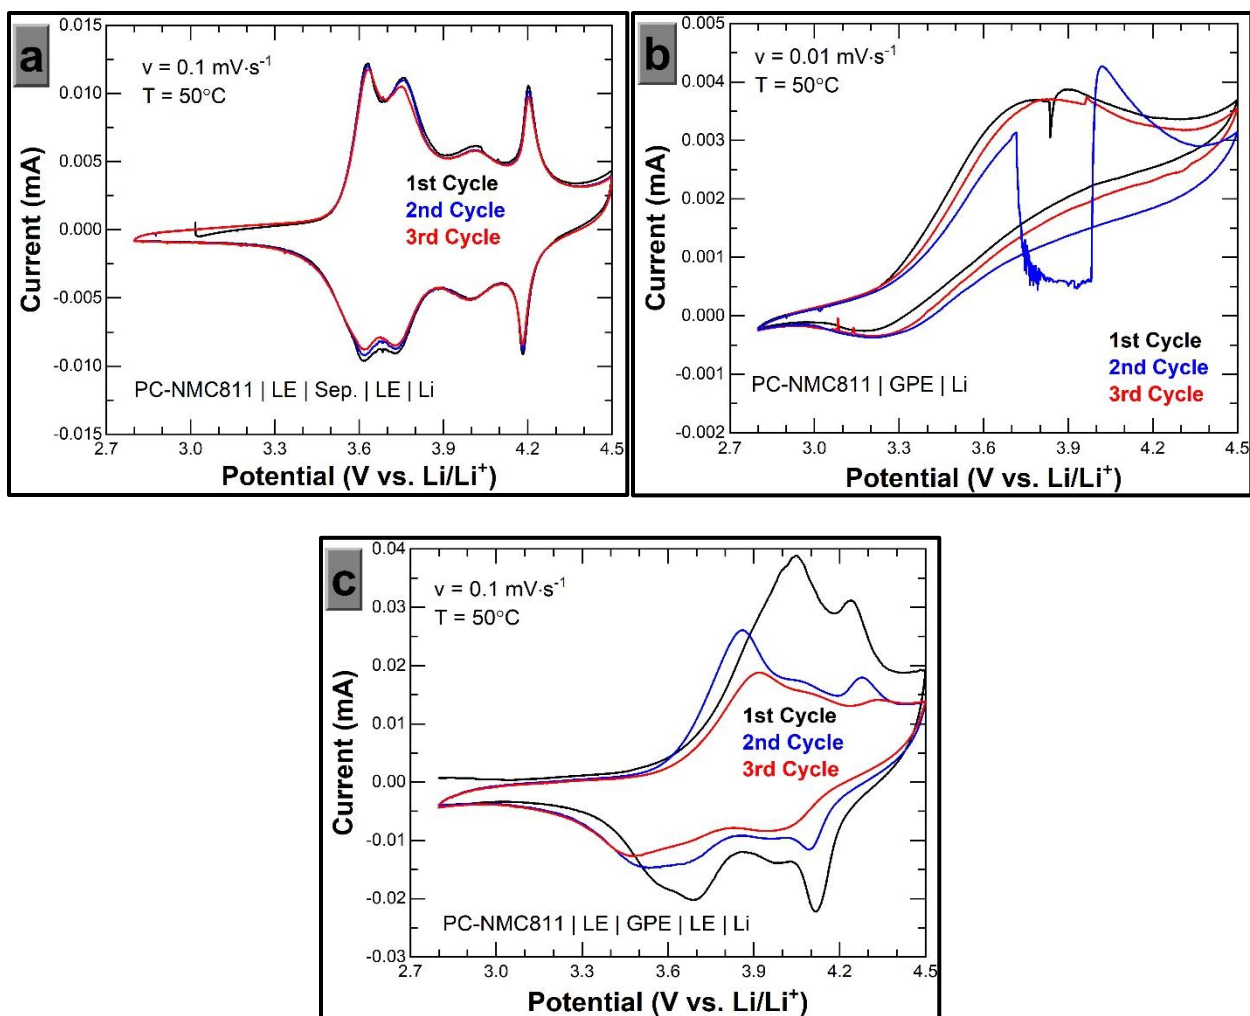 a
v = 0.1 mV·s⁻¹
T = 50°C
1st Cycle
2nd Cycle
3rd Cycle
PC-NMC811 | LE | Sep. | LE | Li
Current (mA)
0.015
0.010
0.005
0.000
-0.005
-0.010
-0.015
2.7 3.0 3.3 3.6 3.9 4.2 4.5
Potential (V vs. Li/Li⁺)
b
v = 0.01 mV·s⁻¹
T = 50°C
1st Cycle
2nd Cycle
3rd Cycle
PC-NMC811 | GPE | Li
Current (mA)
0.005
0.004
0.003
0.002
0.001
0.000
-0.001
-0.002
2.7 3.0 3.3 3.6 3.9 4.2 4.5
Potential (V vs. Li/Li⁺)
c
v = 0.1 mV·s⁻¹
T = 50°C
1st Cycle
2nd Cycle
3rd Cycle
PC-NMC811 | LE | GPE | LE | Li
Current (mA)
0.04
0.03
0.02
0.01
0.00
-0.01
-0.02
-0.03
2.7 3.0 3.3 3.6 3.9 4.2 4.5
Potential (V vs. Li/Li⁺)